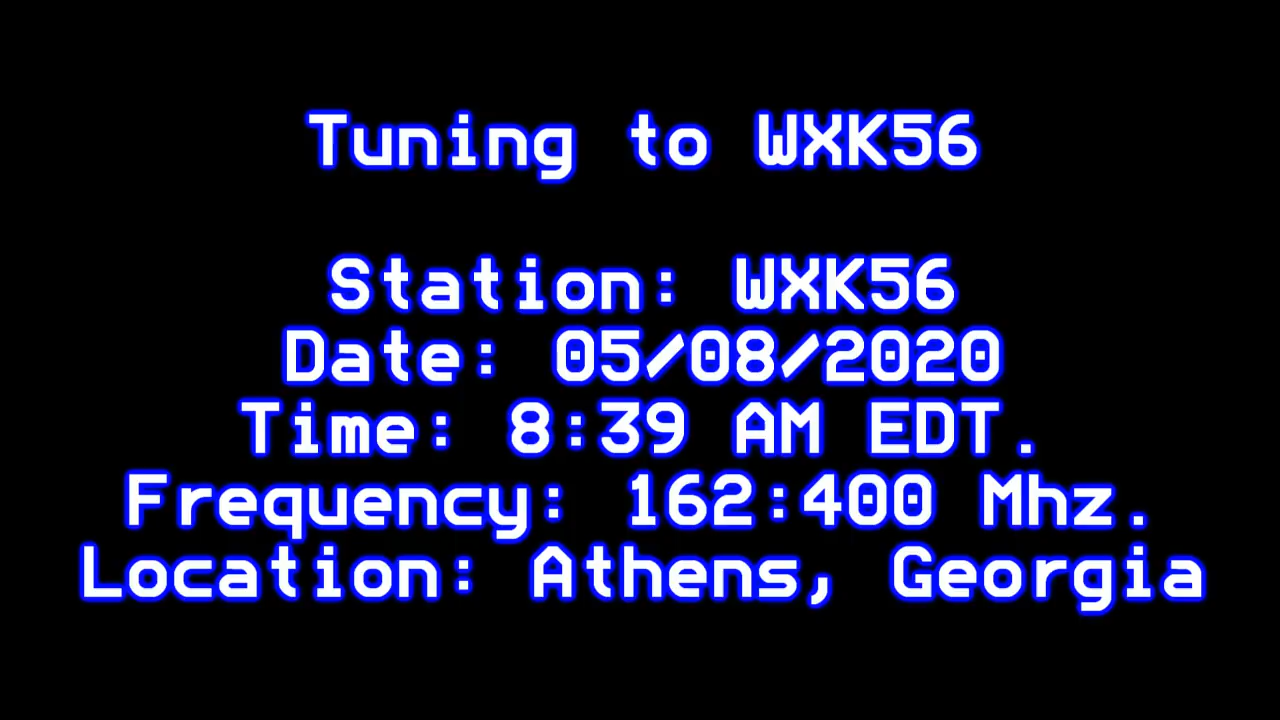 Tuning to WXK56
Station: WXK56
Date: 05/08/2020
Time: 8:39 AM EDT.
Frequency: 162:400 Mhz.
Location: Athens, Georgia